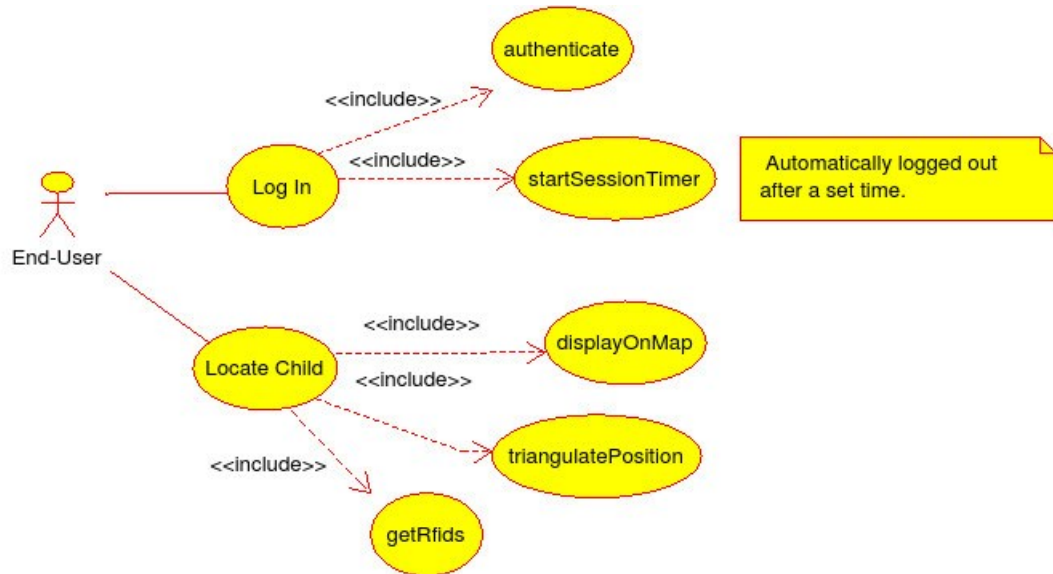 authenticate
<<include>>
<<include>>
Log In
startSessionTimer
Automatically logged out
after a set time.
End-User
<<include>>
displayOnMap
Locate Child
<<include>>
triangulatePosition
<<include>>
getRfids